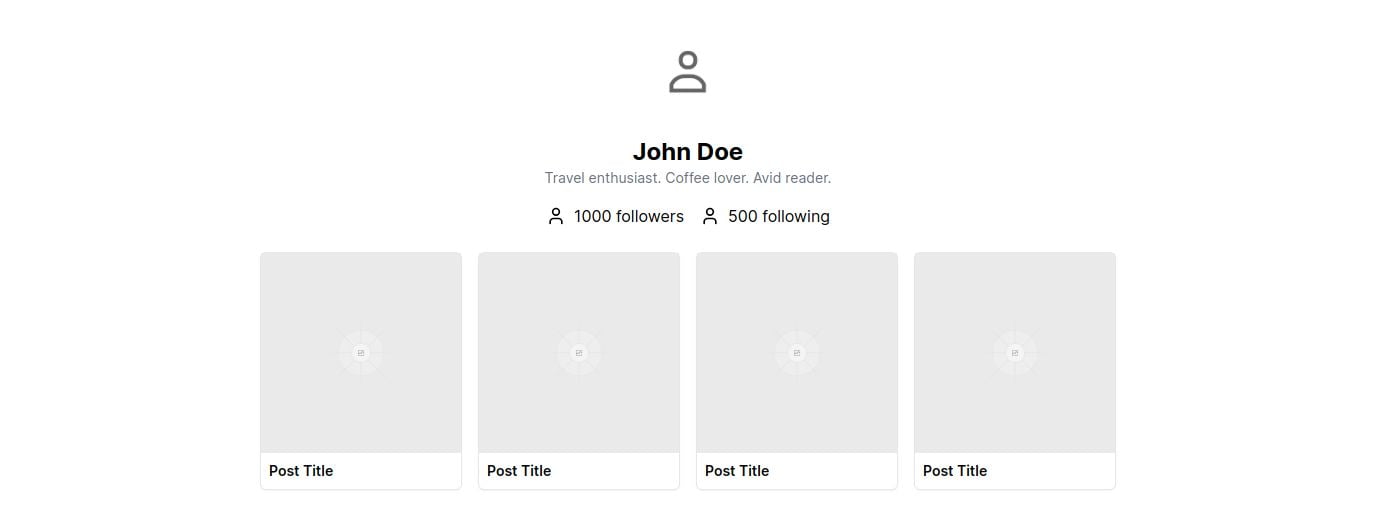 John Doe
Travel enthusiast. Coffee lover. Avid reader.
1000 followers 500 following
Post Title Post Title Post Title Post Title